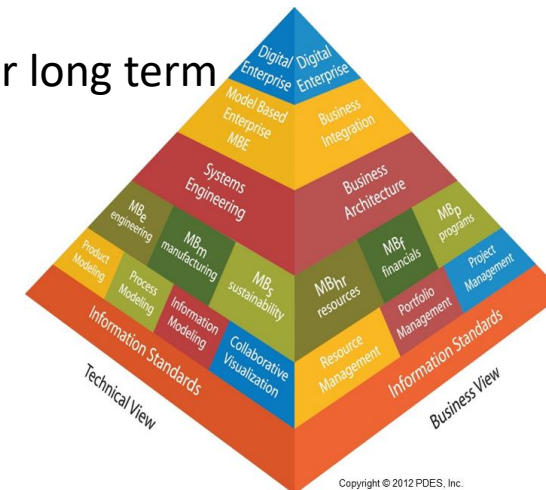 r long term
Digital
Enterprise
Digital
Enterprise
Model Based
Enterprise
MBE
Business
Integration
Systems
Engineering
Business
Architecture
MBe
engineering
MBm
manufacturing
MBs
sustainability
MBhr
resources
MBf
financials
MBp
programs
Product
Modeling
Process
Modeling
Information
Modeling
Collaborative
Visualization
Resource
Management
Portfolio
Management
Project
Management
Information Standards
Information Standards
Technical View
Business View
Copyright © 2012 PDES, Inc.